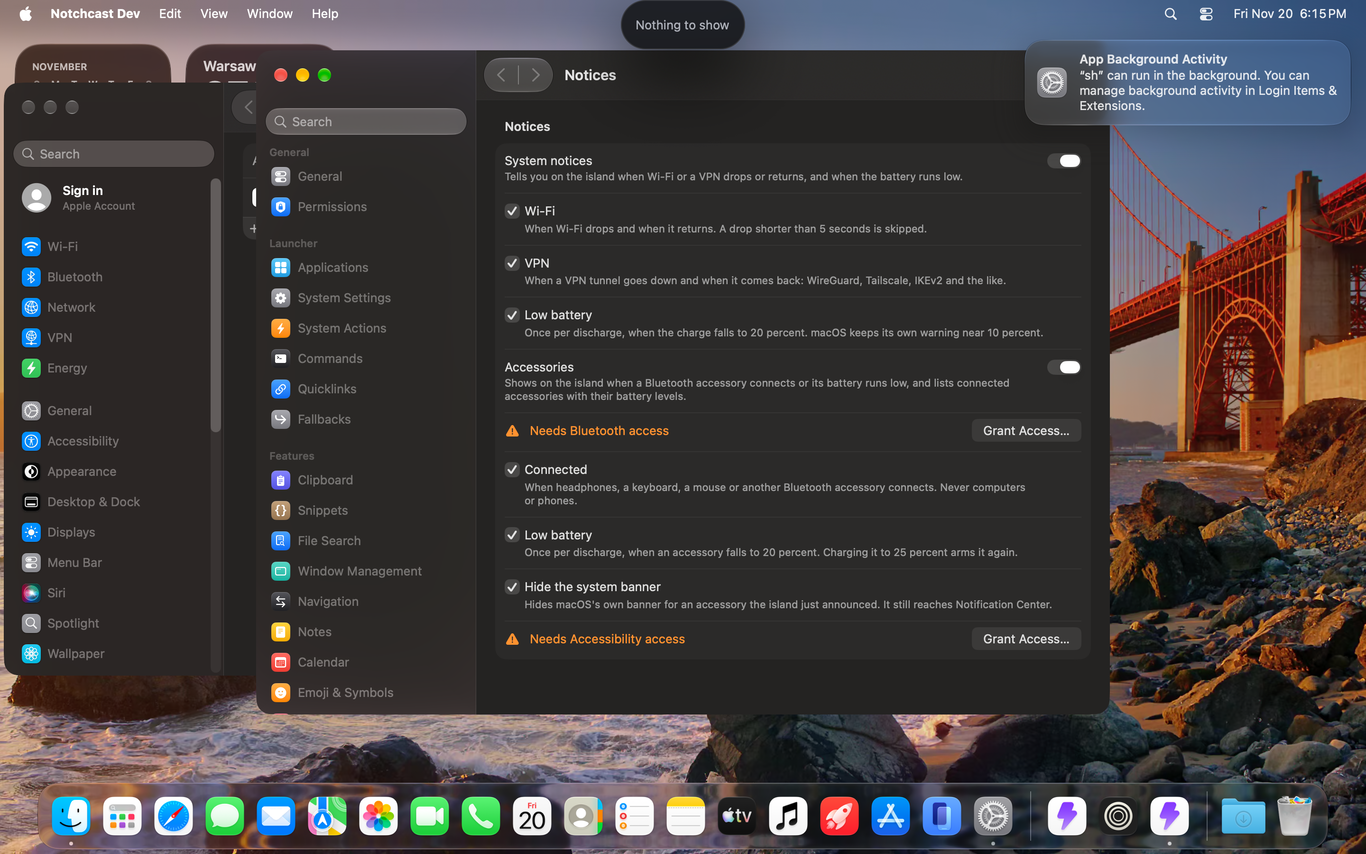 Notchcast Dev Edit View Window Help
Nothing to show
Fri Nov 20 6:15 PM
App Background Activity
“sh” can run in the background. You can
manage background activity in Login Items &
Extensions.
NOVEMBER
Warsaw
Search
Sign in
Apple Account
Wi-Fi
Bluetooth
Network
VPN
Energy
General
Accessibility
Appearance
Desktop & Dock
Displays
Menu Bar
Siri
Spotlight
Wallpaper
Search
General
General
Permissions
Launcher
Applications
System Settings
System Actions
Commands
Quicklinks
Fallbacks
Features
Clipboard
Snippets
File Search
Window Management
Navigation
Notes
Calendar
Emoji & Symbols
Notices
Notices
System notices
Tells you on the island when Wi-Fi or a VPN drops or returns, and when the battery runs low.
Wi-Fi
When Wi-Fi drops and when it returns. A drop shorter than 5 seconds is skipped.
VPN
When a VPN tunnel goes down and when it comes back: WireGuard, Tailscale, IKEv2 and the like.
Low battery
Once per discharge, when the charge falls to 20 percent. macOS keeps its own warning near 10 percent.
Accessories
Shows on the island when a Bluetooth accessory connects or its battery runs low, and lists connected
accessories with their battery levels.
Needs Bluetooth access
Grant Access...
Connected
When headphones, a keyboard, a mouse or another Bluetooth accessory connects. Never computers
or phones.
Low battery
Once per discharge, when an accessory falls to 20 percent. Charging it to 25 percent arms it again.
Hide the system banner
Hides macOS's own banner for an accessory the island just announced. It still reaches Notification Center.
Needs Accessibility access
Grant Access...
Fri
20
tv